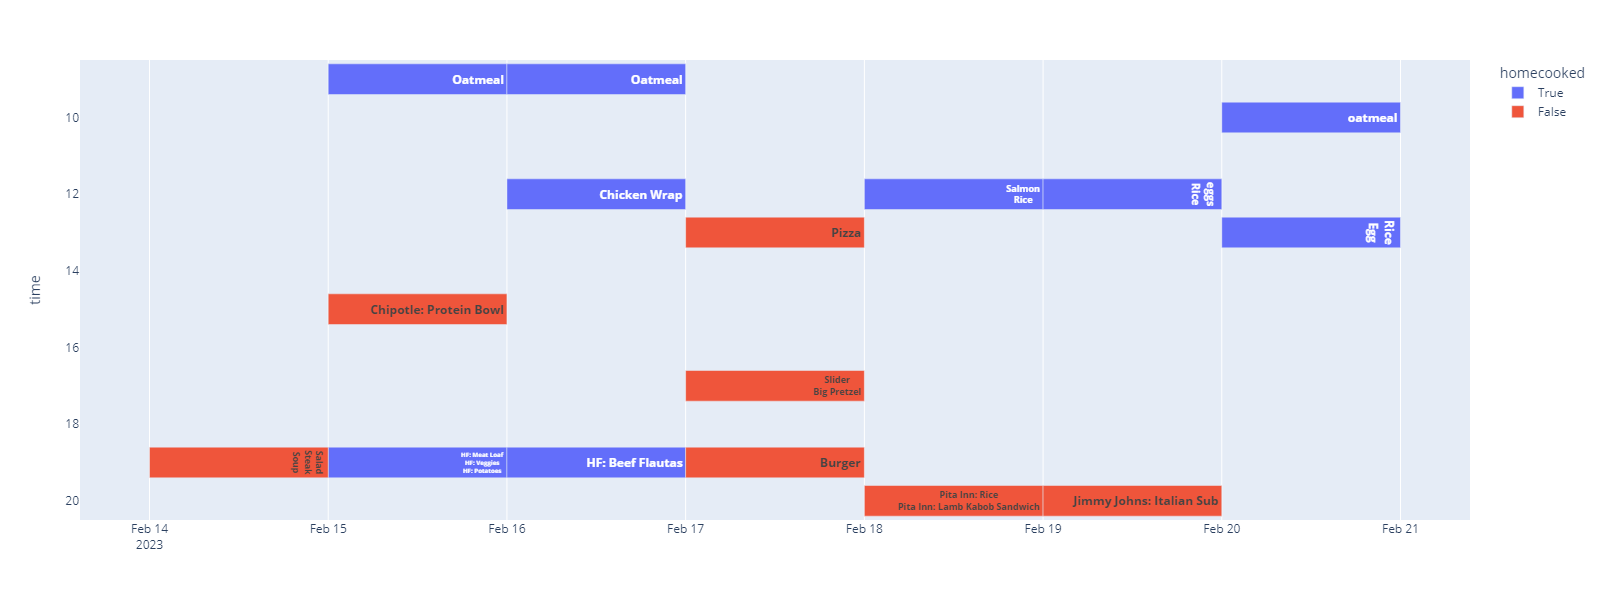 homecooked
True
False
time
10
12
14
16
18
20
Oatmeal
Oatmeal
oatmeal
Chicken Wrap
Salmon
Rice
eggs
Rice
Pizza
Rice
Egg
Chipotle: Protein Bowl
Slider
Big Pretzel
Salad
Steak
Soup
HF: Meat Loaf
HF: Veggies
HF: Potatoes
HF: Beef Flautas
Burger
Pita Inn: Rice
Pita Inn: Lamb Kabob Sandwich
Jimmy Johns: Italian Sub
Feb 14
2023
Feb 15
Feb 16
Feb 17
Feb 18
Feb 19
Feb 20
Feb 21